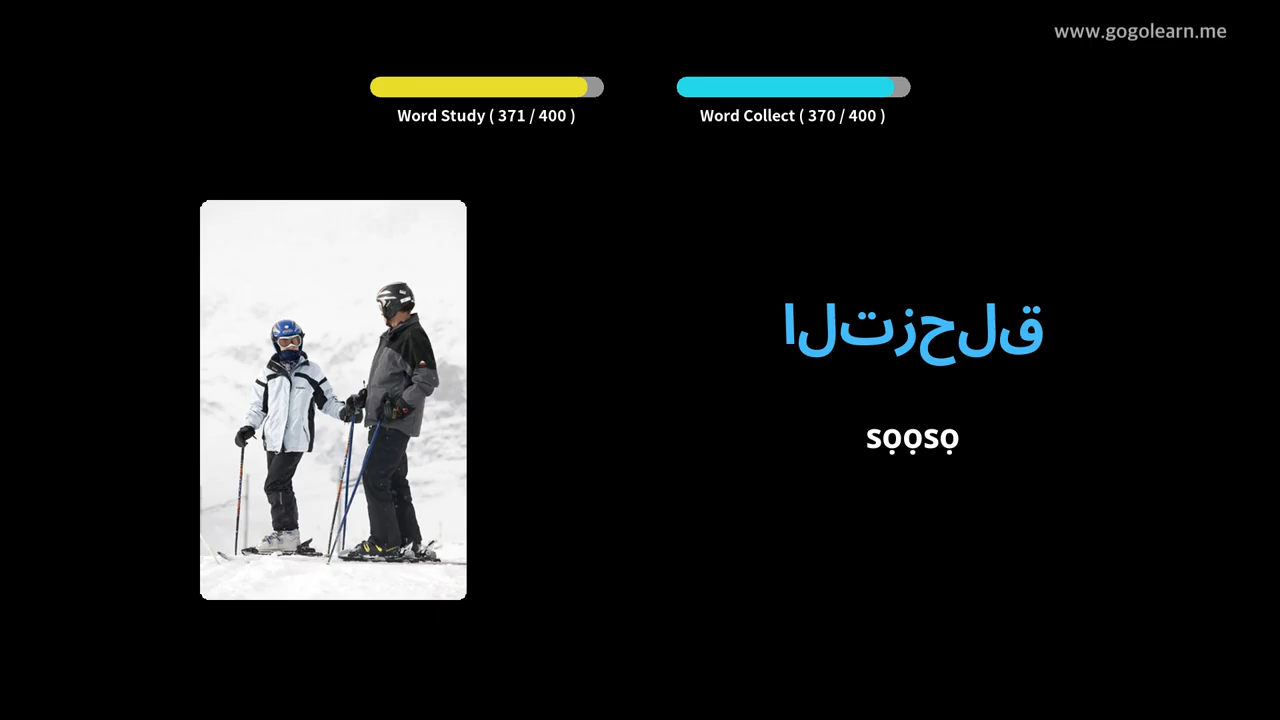 www.gogolearn.me
Word Study ( 371 / 400 )
Word Collect ( 370 / 400 )
التزحلق
sọọsọ